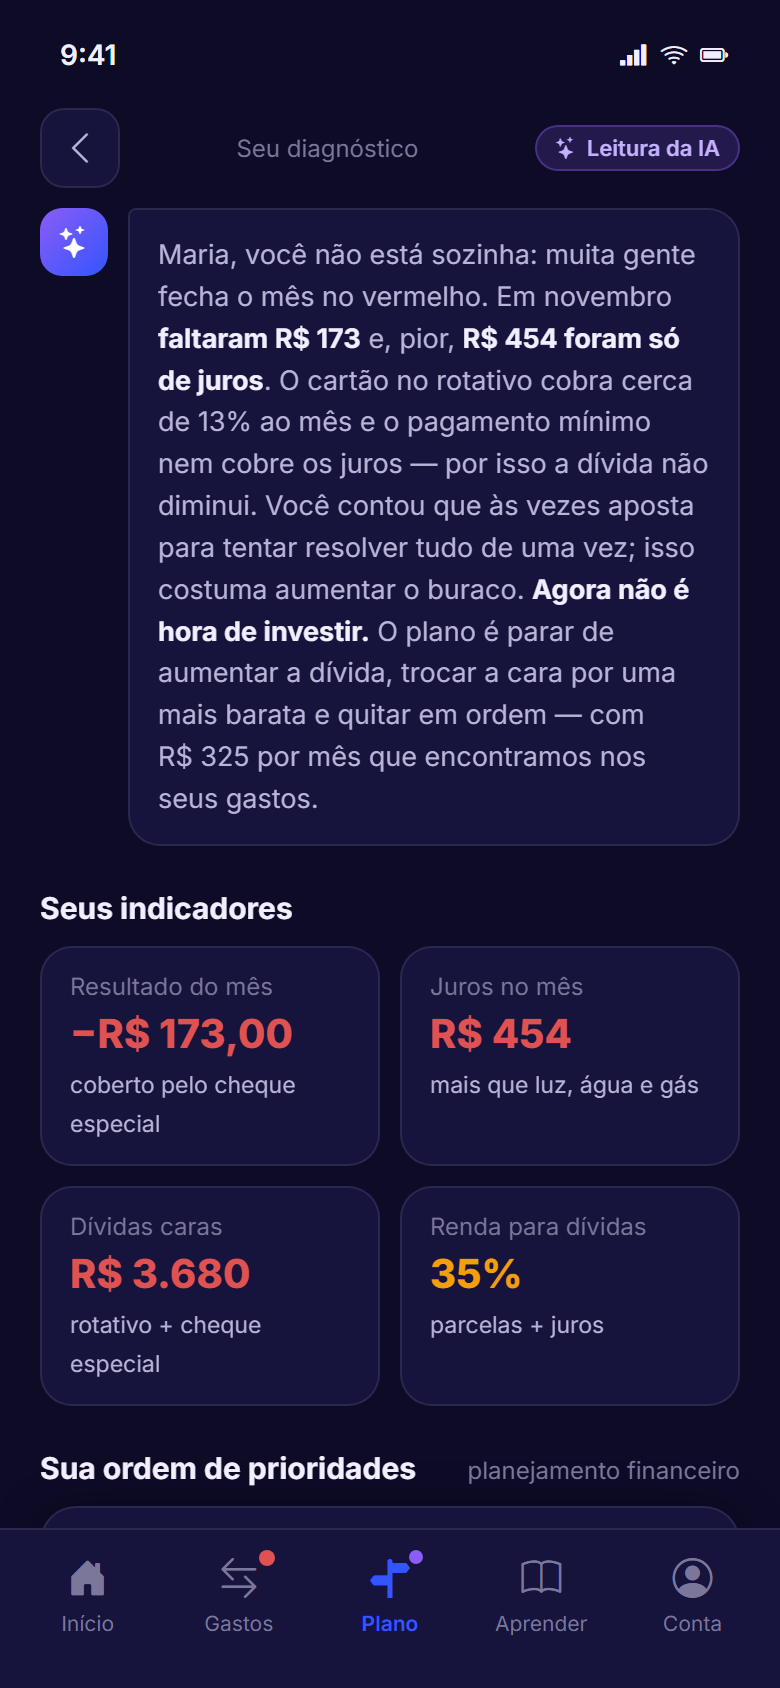 9:41
Seu diagnóstico
Leitura da IA
Maria, você não está sozinha: muita gente
fecha o mês no vermelho. Em novembro
faltaram R$ 173 e, pior, R$ 454 foram só
de juros. O cartão no rotativo cobra cerca
de 13% ao mês e o pagamento mínimo
nem cobre os juros — por isso a dívida não
diminui. Você contou que às vezes aposta
para tentar resolver tudo de uma vez; isso
costuma aumentar o buraco. Agora não é
hora de investir. O plano é parar de
aumentar a dívida, trocar a cara por uma
mais barata e quitar em ordem — com
R$ 325 por mês que encontramos nos
seus gastos.
Seus indicadores
Resultado do mês
−R$ 173,00
coberto pelo cheque
especial
Juros no mês
R$ 454
mais que luz, água e gás
Dívidas caras
R$ 3.680
rotativo + cheque
especial
Renda para dívidas
35%
parcelas + juros
Sua ordem de prioridades
planejamento financeiro
Início
Gastos
Plano
Aprender
Conta